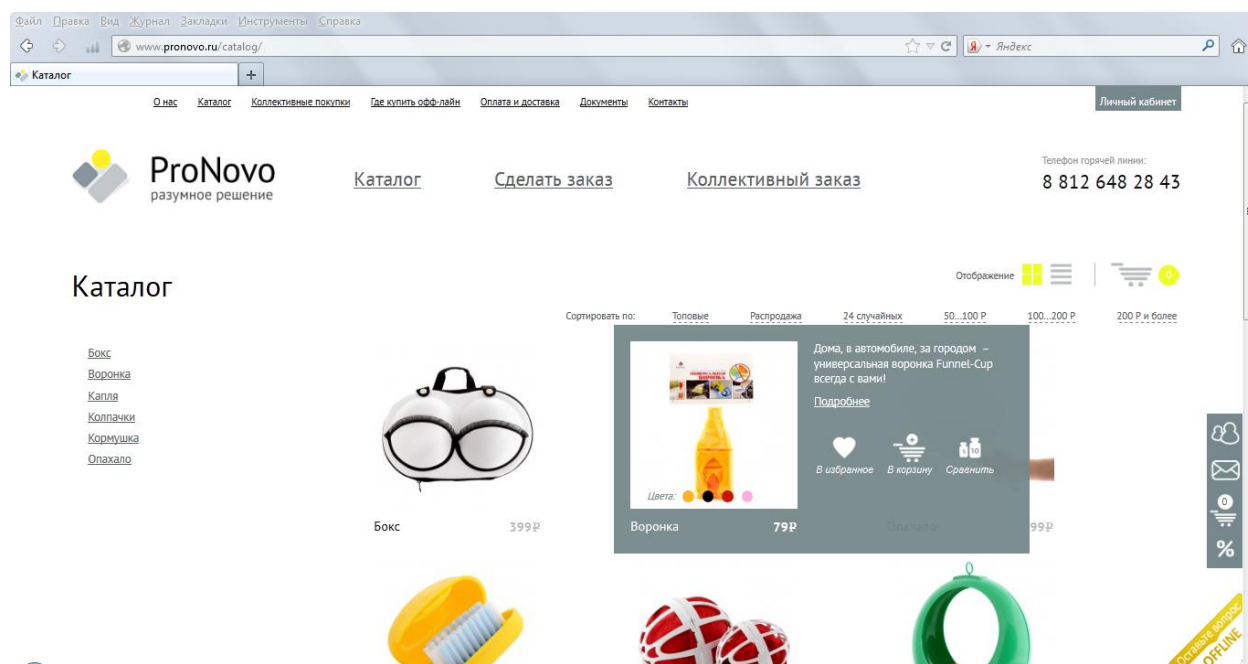 Файл Правка Вид Журнал Закладки Инструменты Справка
www.pronovo.ru/catalog/
Яндекс
Каталог
О нас Каталог Коллективные покупки Где купить офф-лайн Оплата и доставка Документы Контакты
Личный кабинет
ProNovo
разумное решение
Каталог Сделать заказ Коллективный заказ
Телефон горячей линии:
8 812 648 28 43
Каталог
Отображение
0
Сортировать по: Топовые Распродажа 24 случайных 50...100 Р 100...200 Р 200 Р и более
Бокс
Воронка
Капля
Колпачки
Кормушка
Опахало
Дома, в автомобиле, за городом –
универсальная воронка Funnel-Cup
всегда с вами!
Подробнее
В избранное В корзину Сравнить
Цвета:
Бокс 399₽
Воронка 79₽
Опахало 99₽
0
%
Оставьте вопрос
OFFLINE